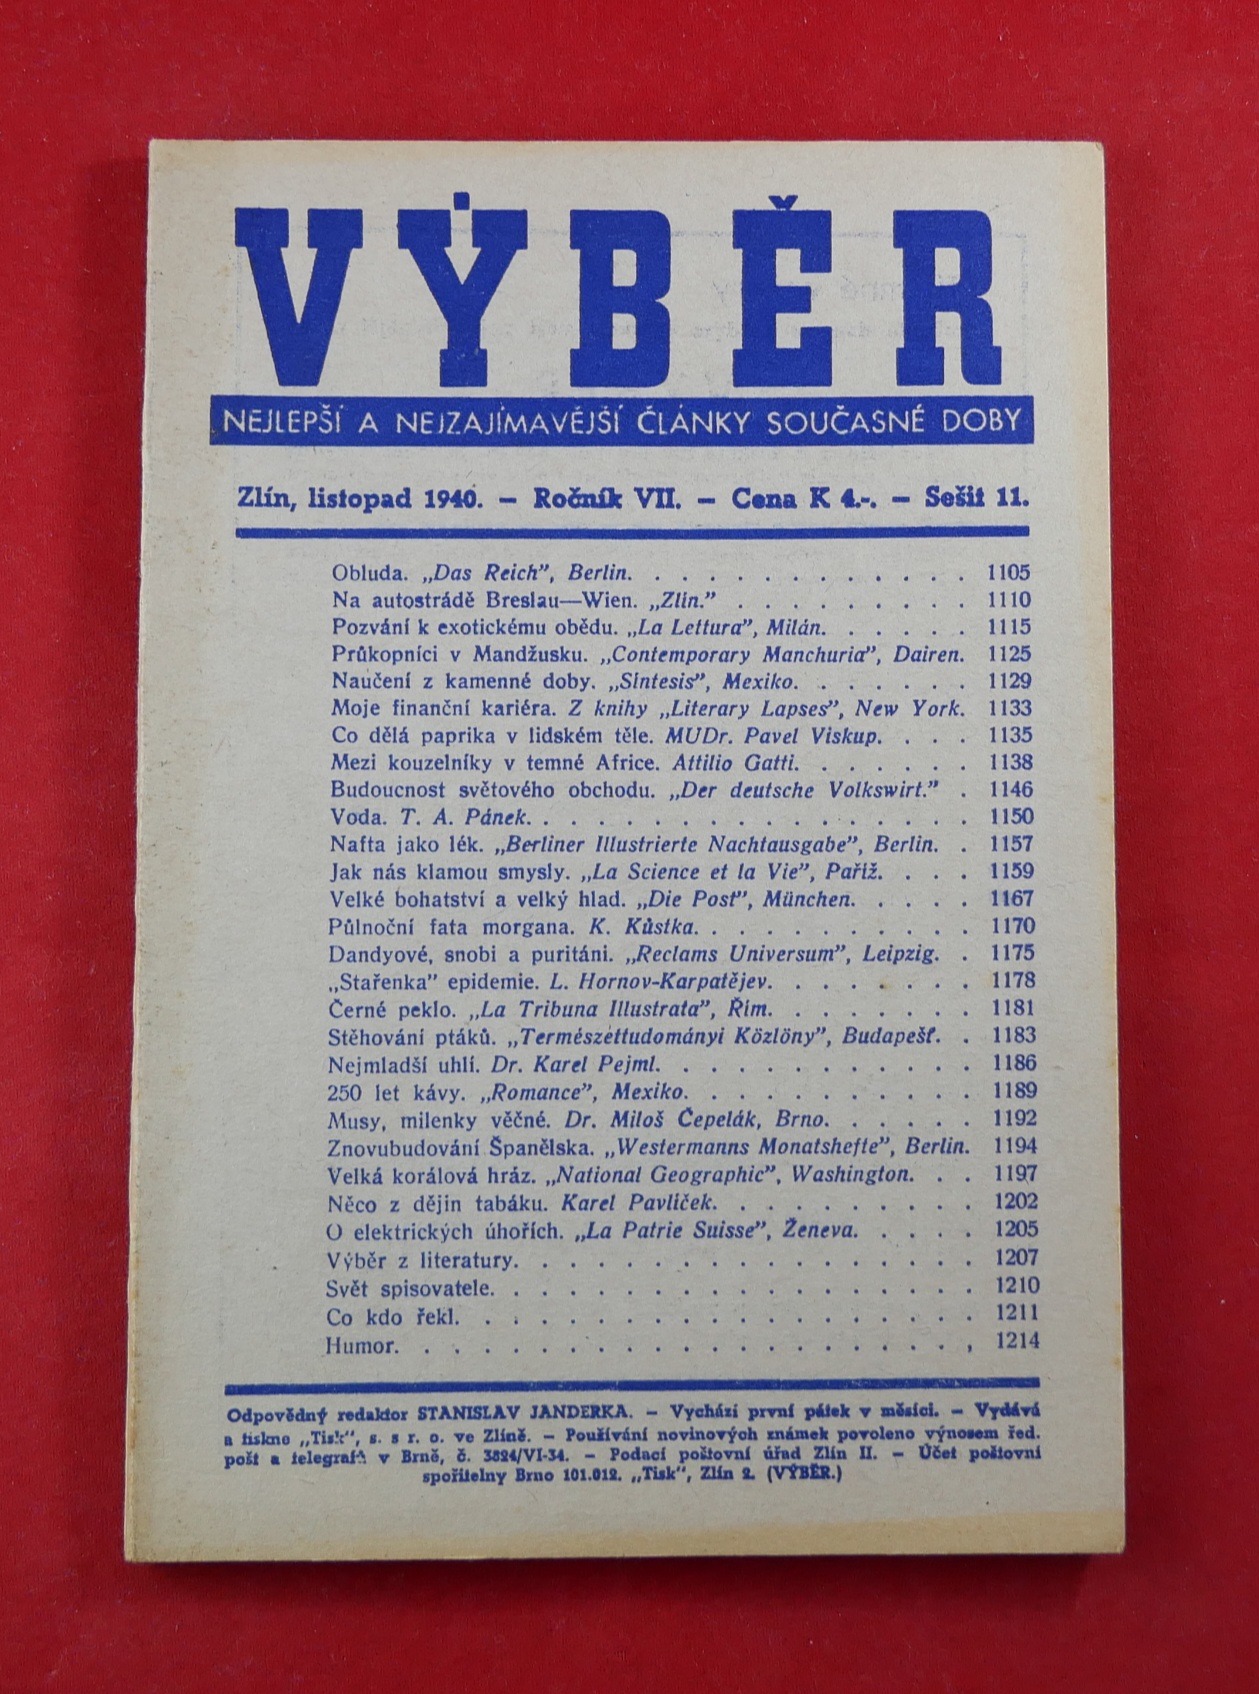 VÝBĚR
NEJLEPŠÍ A NEJZAJÍMAVĚJŠÍ ČLÁNKY SOUČASNÉ DOBY
Zlín, listopad 1940. – Ročník VII. – Cena K 4.-. – Sešit 11.
Obluda. „Das Reich”, Berlin. . . . . . . . . . . . . 1105
Na autostrádě Breslau—Wien. „Zlín.” . . . . . . . . . 1110
Pozvání k exotickému obědu. „La Lettura”, Milán. . . . . . 1115
Průkopníci v Mandžusku. „Contemporary Manchuria”, Dairen. 1125
Naučení z kamenné doby. „Síntesis”, Mexiko. . . . . . . 1129
Moje finanční kariéra. Z knihy „Literary Lapses”, New York. 1133
Co dělá paprika v lidském těle. MUDr. Pavel Viskup. . . . 1135
Mezi kouzelníky v temné Africe. Attilio Gatti. . . . . . . 1138
Budoucnost světového obchodu. „Der deutsche Volkswirt.” . 1146
Voda. T. A. Pánek. . . . . . . . . . . . . . . . . 1150
Nafta jako lék. „Berliner Illustrierte Nachtausgabe”, Berlin. . 1157
Jak nás klamou smysly. „La Science et la Vie”, Paříž. . . . 1159
Velké bohatství a velký hlad. „Die Post”, München. . . . . 1167
Půlnoční fata morgana. K. Kůstka. . . . . . . . . . . 1170
Dandyové, snobi a puritáni. „Reclams Universum”, Leipzig. . 1175
„Stařenka” epidemie. L. Hornov-Karpatějev. . . . . . . . 1178
Černé peklo. „La Tribuna Illustrata”, Řím. . . . . . . . 1181
Stěhování ptáků. „Természettudományi Közlöny”, Budapešť. . 1183
Nejmladší uhlí. Dr. Karel Pejml. . . . . . . . . . . . 1186
250 let kávy. „Romance”, Mexiko. . . . . . . . . . . 1189
Musy, milenky věčné. Dr. Miloš Čepelák, Brno. . . . . . 1192
Znovubudování Španělska. „Westermanns Monatshefte”, Berlin. 1194
Velká korálová hráz. „National Geographic”, Washington. . . 1197
Něco z dějin tabáku. Karel Pavlíček. . . . . . . . . . 1202
O elektrických úhořích. „La Patrie Suisse”, Ženeva. . . . . 1205
Výběr z literatury. . . . . . . . . . . . . . . . . 1207
Svět spisovatele. . . . . . . . . . . . . . . . . . 1210
Co kdo řekl. . . . . . . . . . . . . . . . . . . 1211
Humor. . . . . . . . . . . . . . . . . . . . , 1214
Odpovědný redaktor STANISLAV JANDERKA. – Vychází první pátek v měsíci. – Vydává
a tiskne „Tisk”, s. s r. o. ve Zlíně. – Používání novinových známek povoleno výnosem řed.
pošt a telegrafů v Brně, č. 3824/VI-34. – Podací poštovní úřad Zlín II. – Účet poštovní
spořitelny Brno 101.012. „Tisk”, Zlín 2. (VÝBĚR.)